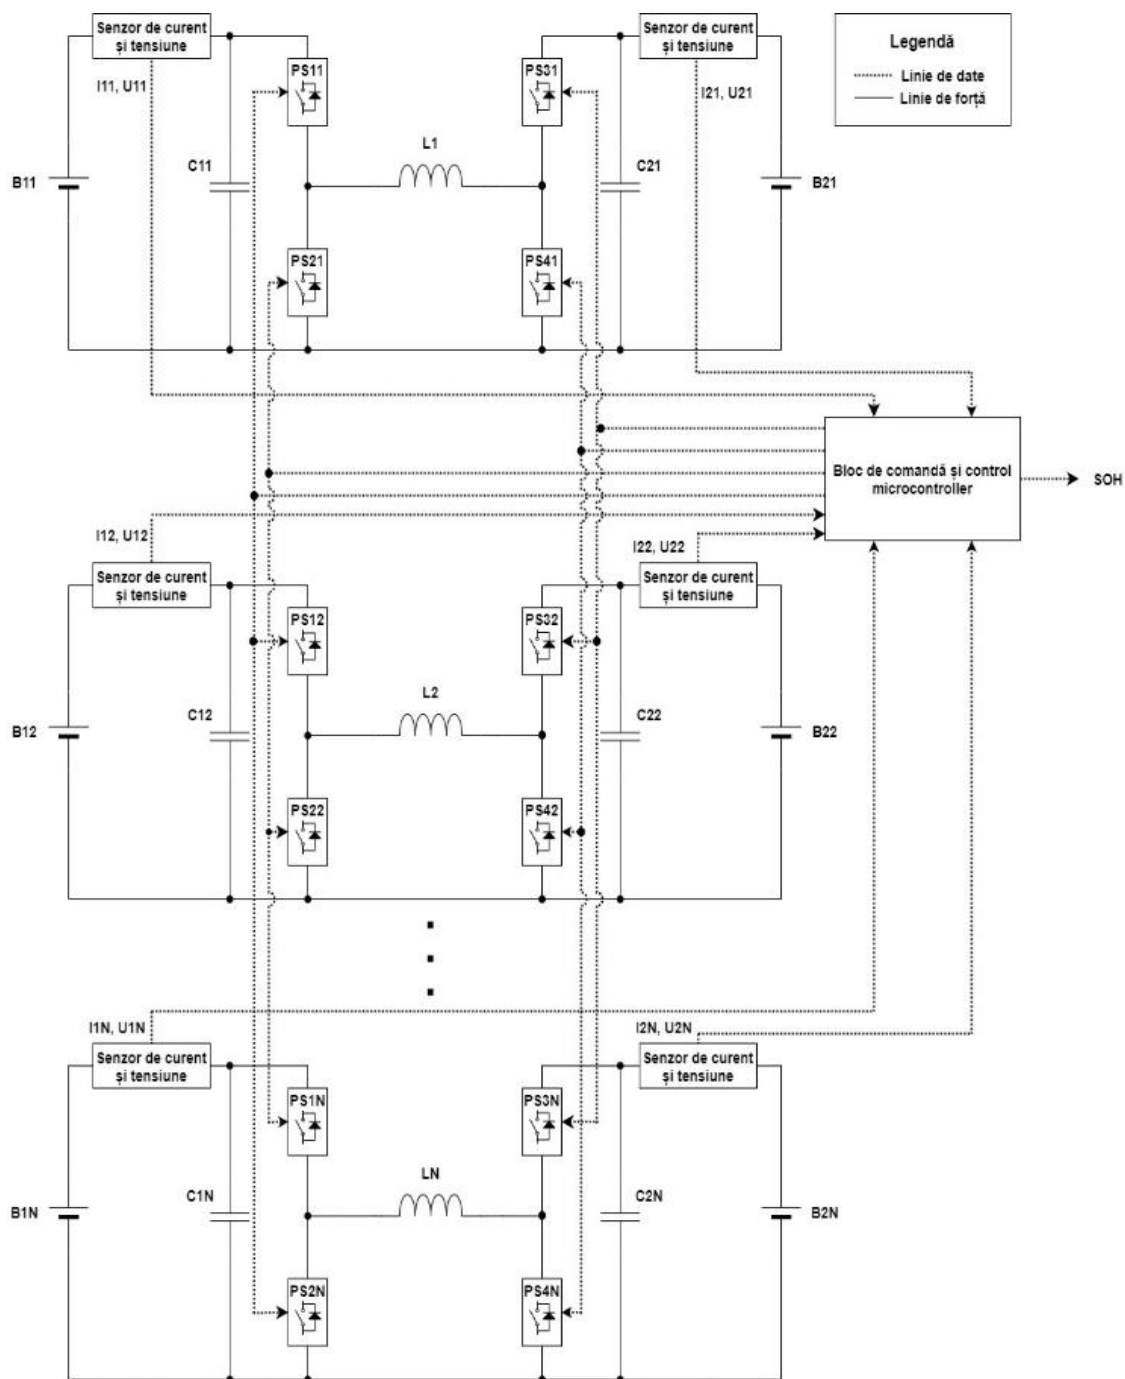 Senzor de curent
și tensiune
Senzor de curent
și tensiune
Legendă
Linie de date
Linie de forță
I11, U11
I21, U21
PS11
PS31
L1
C11
C21
B11
B21
PS21
PS41
Bloc de comandă și control
microcontroller
SOH
I12, U12
I22, U22
Senzor de curent
și tensiune
Senzor de curent
și tensiune
PS12
PS32
L2
C12
C22
B12
B22
PS22
PS42
I1N, U1N
I2N, U2N
Senzor de curent
și tensiune
Senzor de curent
și tensiune
PS1N
PS3N
LN
C1N
C2N
B1N
B2N
PS2N
PS4N